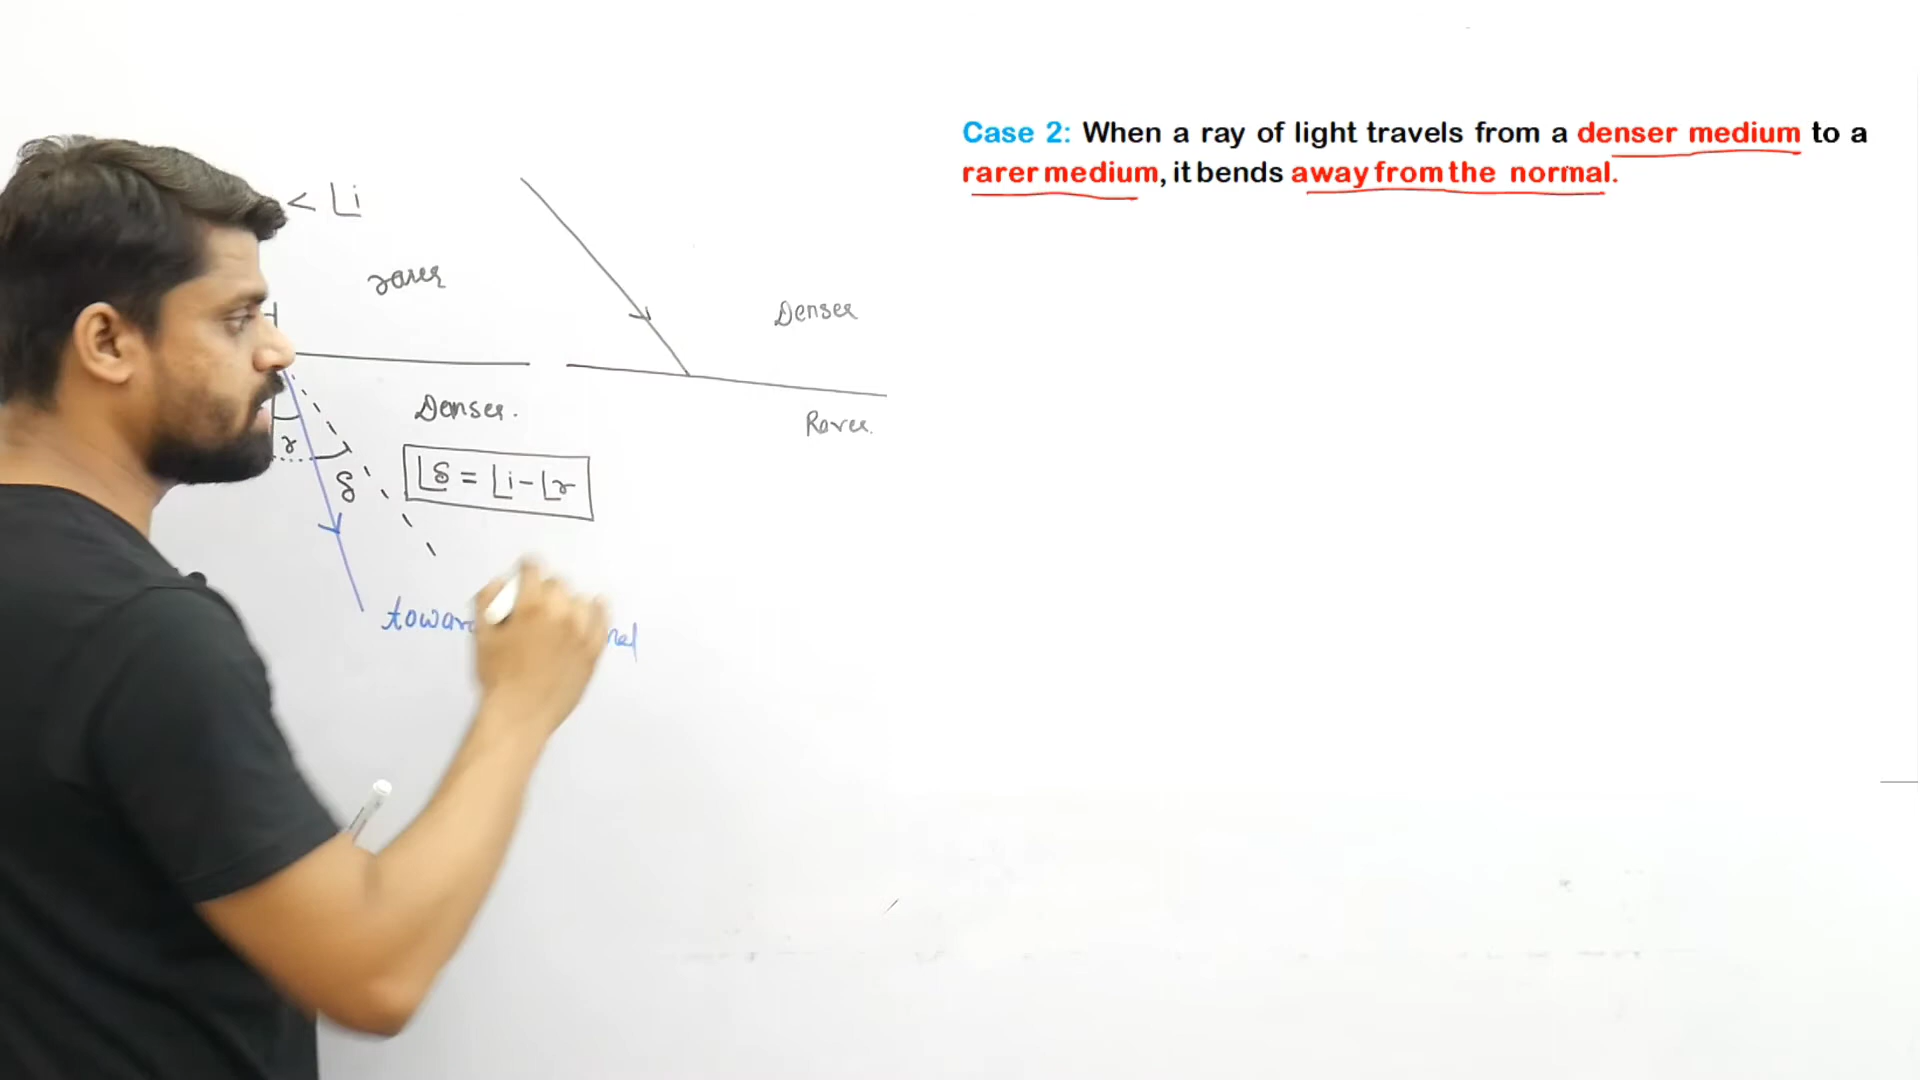 Case 2: When a ray of light travels from a denser medium to a
rarer medium, it bends away from the normal.
< ∠i
rarer
Denser
Denser.
Rarer.
r
δ
∠δ = ∠i - ∠r